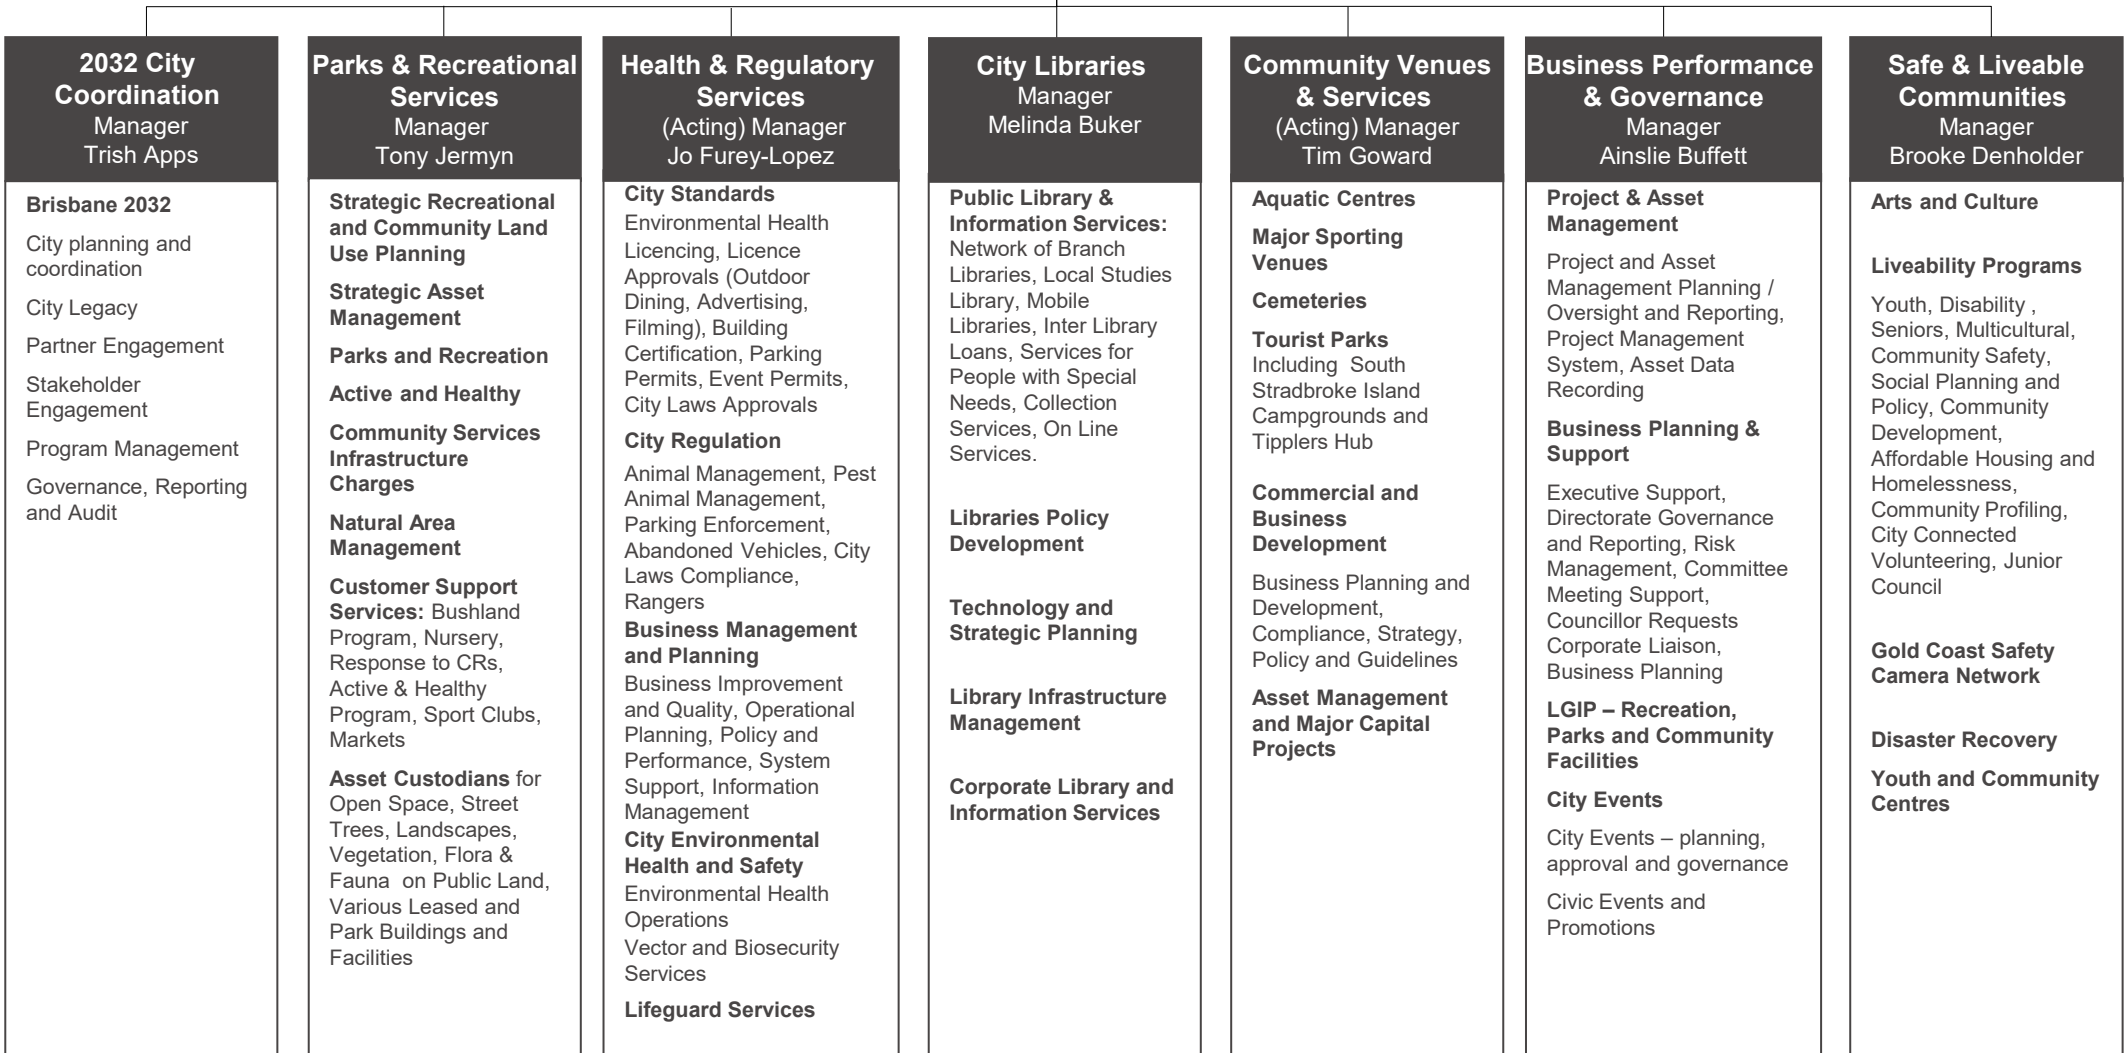 2032 City
Coordination
Manager
Trish Apps
Brisbane 2032
City planning and
coordination
City Legacy
Partner Engagement
Stakeholder
Engagement
Program Management
Governance, Reporting
and Audit
Parks & Recreational
Services
Manager
Tony Jermyn
Strategic Recreational
and Community Land
Use Planning
Strategic Asset
Management
Parks and Recreation
Active and Healthy
Community Services
Infrastructure
Charges
Natural Area
Management
Customer Support
Services: Bushland
Program, Nursery,
Response to CRs,
Active & Healthy
Program, Sport Clubs,
Markets
Asset Custodians for
Open Space, Street
Trees, Landscapes,
Vegetation, Flora &
Fauna on Public Land,
Various Leased and
Park Buildings and
Facilities
Health & Regulatory
Services
(Acting) Manager
Jo Furey-Lopez
City Standards
Environmental Health
Licencing, Licence
Approvals (Outdoor
Dining, Advertising,
Filming), Building
Certification, Parking
Permits, Event Permits,
City Laws Approvals
City Regulation
Animal Management, Pest
Animal Management,
Parking Enforcement,
Abandoned Vehicles, City
Laws Compliance,
Rangers
Business Management
and Planning
Business Improvement
and Quality, Operational
Planning, Policy and
Performance, System
Support, Information
Management
City Environmental
Health and Safety
Environmental Health
Operations
Vector and Biosecurity
Services
Lifeguard Services
City Libraries
Manager
Melinda Buker
Public Library &
Information Services:
Network of Branch
Libraries, Local Studies
Library, Mobile
Libraries, Inter Library
Loans, Services for
People with Special
Needs, Collection
Services, On Line
Services.
Libraries Policy
Development
Technology and
Strategic Planning
Library Infrastructure
Management
Corporate Library and
Information Services
Community Venues
& Services
(Acting) Manager
Tim Goward
Aquatic Centres
Major Sporting
Venues
Cemeteries
Tourist Parks
Including South
Stradbroke Island
Campgrounds and
Tipplers Hub
Commercial and
Business
Development
Business Planning and
Development,
Compliance, Strategy,
Policy and Guidelines
Asset Management
and Major Capital
Projects
Business Performance
& Governance
Manager
Ainslie Buffett
Project & Asset
Management
Project and Asset
Management Planning /
Oversight and Reporting,
Project Management
System, Asset Data
Recording
Business Planning &
Support
Executive Support,
Directorate Governance
and Reporting, Risk
Management, Committee
Meeting Support,
Councillor Requests
Corporate Liaison,
Business Planning
LGIP – Recreation,
Parks and Community
Facilities
City Events
City Events – planning,
approval and governance
Civic Events and
Promotions
Safe & Liveable
Communities
Manager
Brooke Denholder
Arts and Culture
Liveability Programs
Youth, Disability ,
Seniors, Multicultural,
Community Safety,
Social Planning and
Policy, Community
Development,
Affordable Housing and
Homelessness,
Community Profiling,
City Connected
Volunteering, Junior
Council
Gold Coast Safety
Camera Network
Disaster Recovery
Youth and Community
Centres